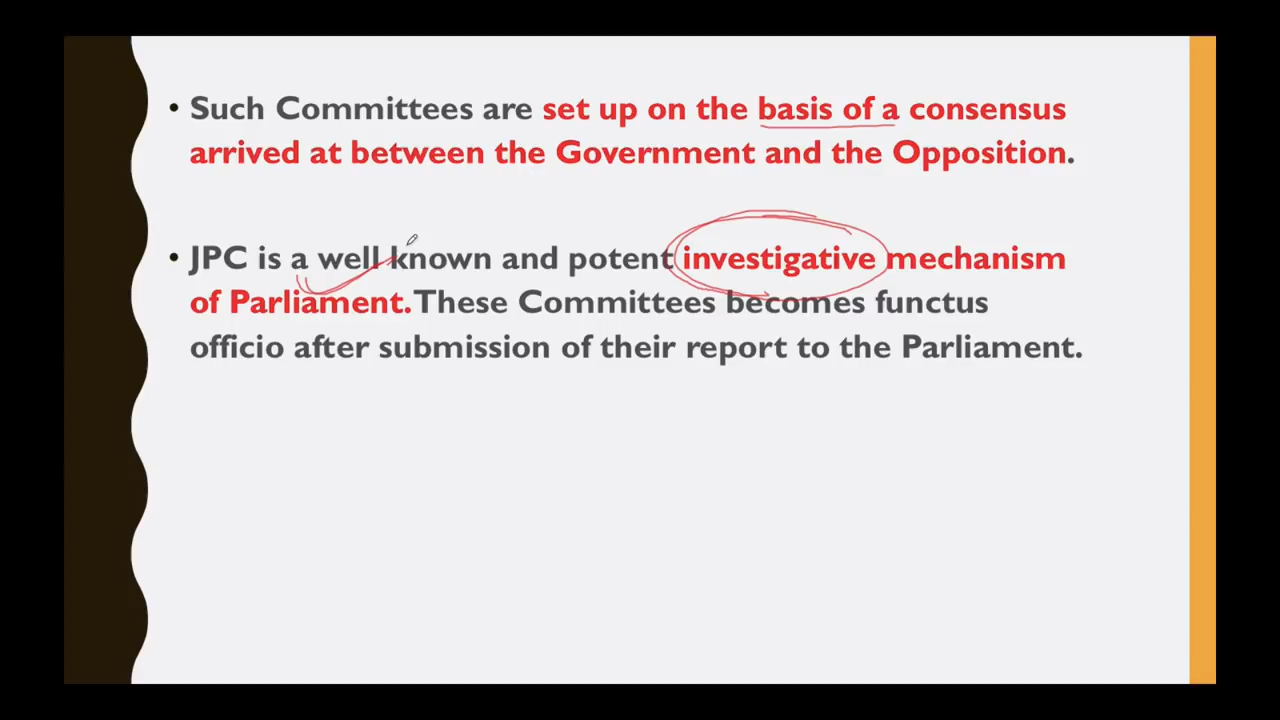 • Such Committees are set up on the basis of a consensus
arrived at between the Government and the Opposition.
• JPC is a well known and potent investigative mechanism
of Parliament. These Committees becomes functus
officio after submission of their report to the Parliament.